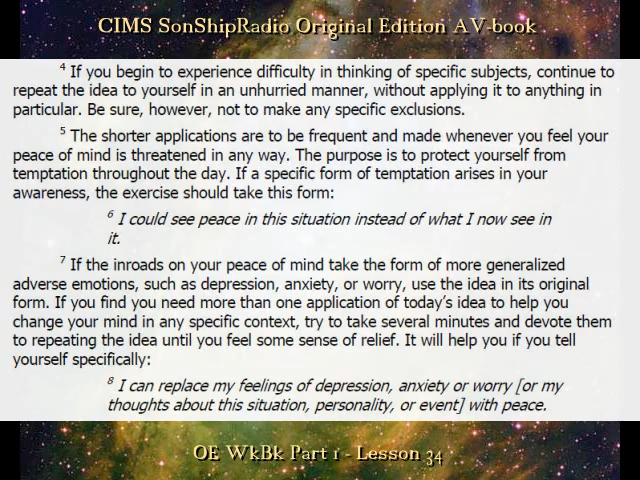 CIMS SonShipRadio Original Edition AV-book
4 If you begin to experience difficulty in thinking of specific subjects, continue to
repeat the idea to yourself in an unhurried manner, without applying it to anything in
particular. Be sure, however, not to make any specific exclusions.
5 The shorter applications are to be frequent and made whenever you feel your
peace of mind is threatened in any way. The purpose is to protect yourself from
temptation throughout the day. If a specific form of temptation arises in your
awareness, the exercise should take this form:
6 I could see peace in this situation instead of what I now see in
it.
7 If the inroads on your peace of mind take the form of more generalized
adverse emotions, such as depression, anxiety, or worry, use the idea in its original
form. If you find you need more than one application of today's idea to help you
change your mind in any specific context, try to take several minutes and devote them
to repeating the idea until you feel some sense of relief. It will help you if you tell
yourself specifically:
8 I can replace my feelings of depression, anxiety or worry [or my
thoughts about this situation, personality, or event] with peace.
OE WkBk Part 1 - Lesson 34